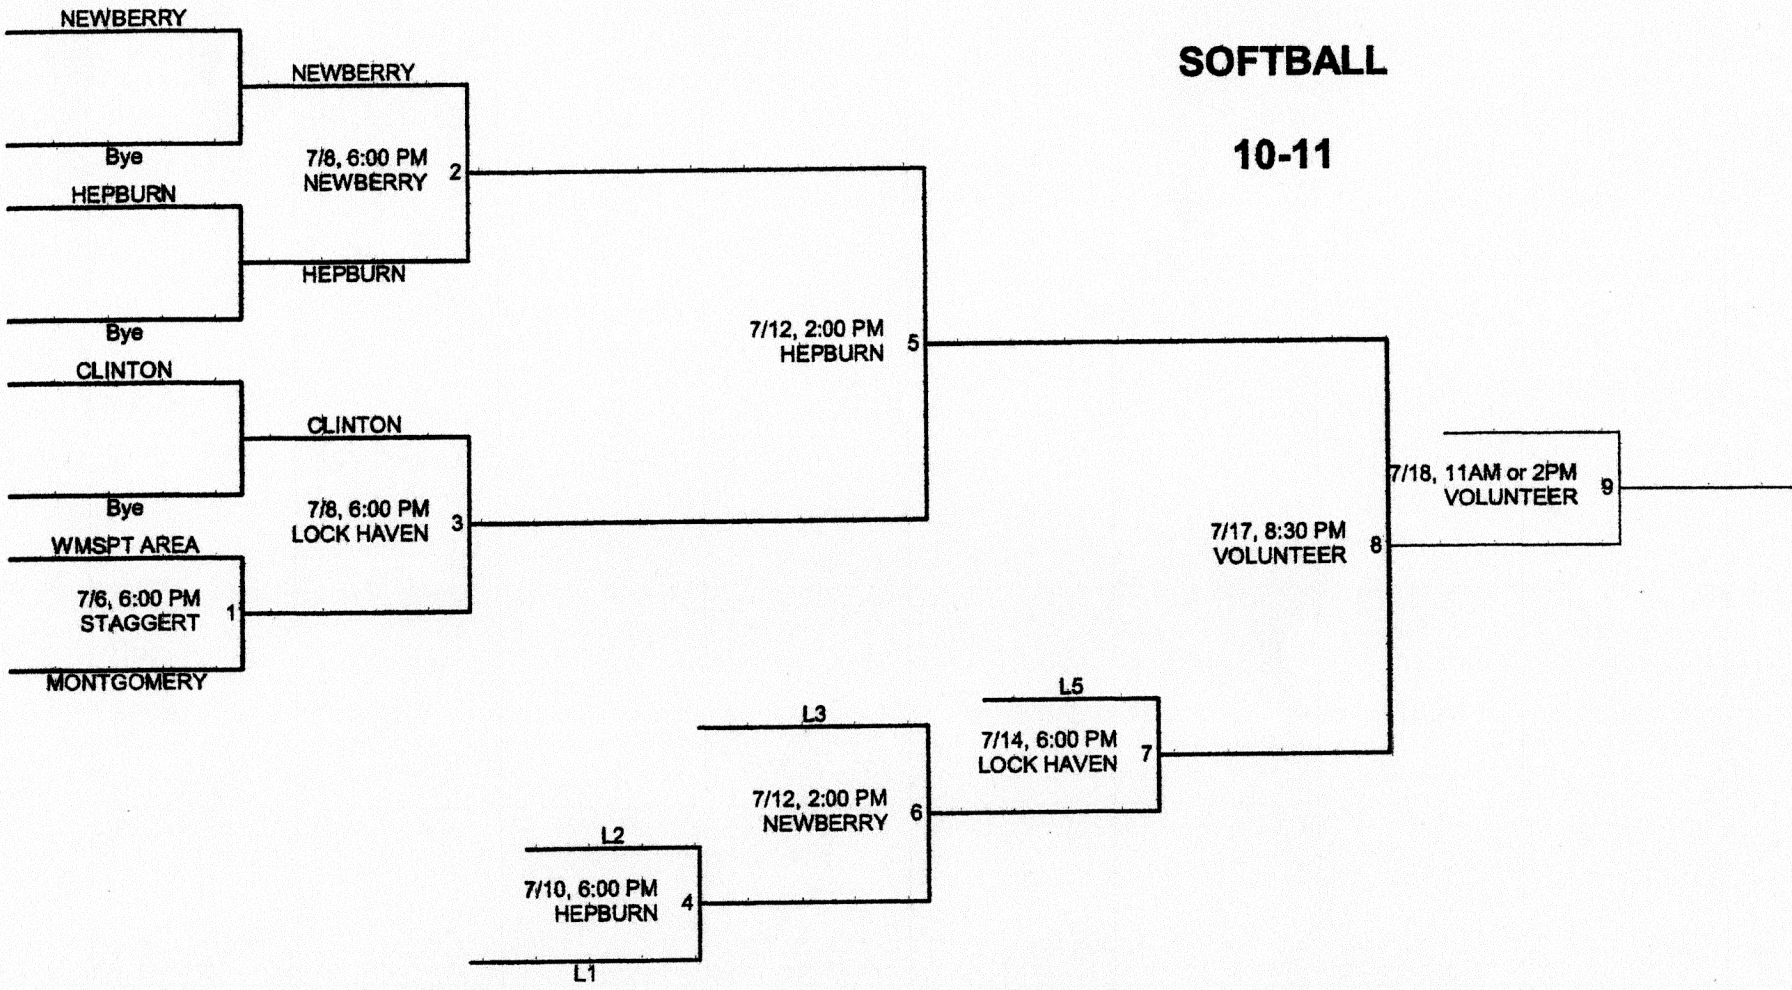 SOFTBALL
10-11
NEWBERRY
Bye
HEPBURN
Bye
CLINTON
Bye
WMSPT AREA
7/6, 6:00 PM
STAGGERT
1
MONTGOMERY
NEWBERRY
7/8, 6:00 PM
NEWBERRY
2
HEPBURN
CLINTON
7/8, 6:00 PM
LOCK HAVEN
3
7/12, 2:00 PM
HEPBURN
5
7/18, 11AM or 2PM
VOLUNTEER
9
7/17, 8:30 PM
VOLUNTEER
8
L5
7/14, 6:00 PM
LOCK HAVEN
7
L3
7/12, 2:00 PM
NEWBERRY
6
L2
7/10, 6:00 PM
HEPBURN
4
L1